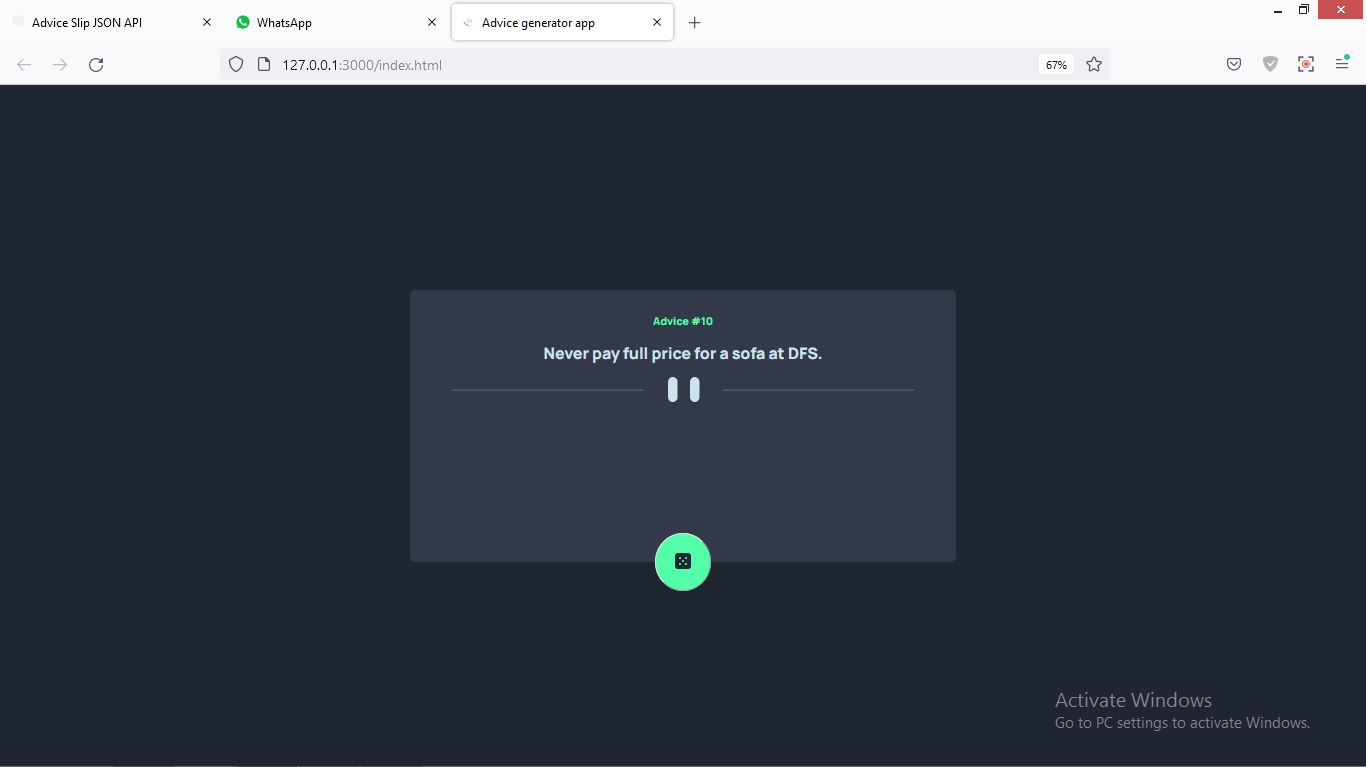 Advice Slip JSON API
WhatsApp
Advice generator app
127.0.0.1:3000/index.html
67%
Advice #10
Never pay full price for a sofa at DFS.
Activate Windows
Go to PC settings to activate Windows.